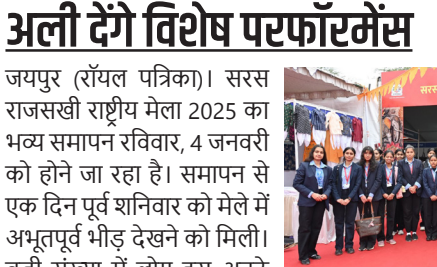 अली देंगे विशेष परफॉरमेंस
जयपुर (रॉयल पत्रिका)। सरस
राजसखी राष्ट्रीय मेला 2025 का
भव्य समापन रविवार, 4 जनवरी
को होने जा रहा है। समापन से
एक दिन पूर्व शनिवार को मेले में
अभूतपूर्व भीड़ देखने को मिली।
सरस